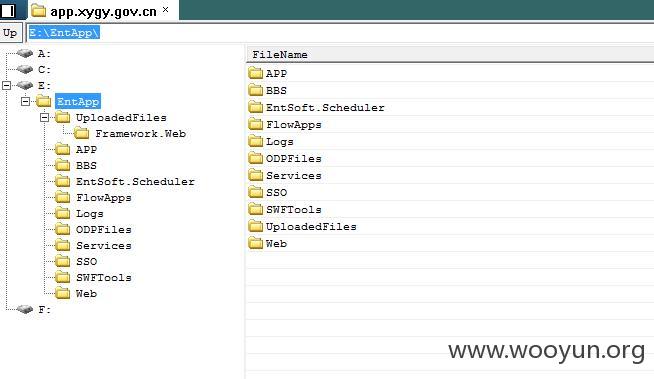 app.xygy.gov.cn ×
Up E:\EntApp\
A:
C:
E:
EntApp
UploadedFiles
Framework.Web
APP
BBS
EntSoft.Scheduler
FlowApps
Logs
ODPFiles
Services
SSO
SWFTools
Web
F:
FileName
APP
BBS
EntSoft.Scheduler
FlowApps
Logs
ODPFiles
Services
SSO
SWFTools
UploadedFiles
Web
www.wooyun.org